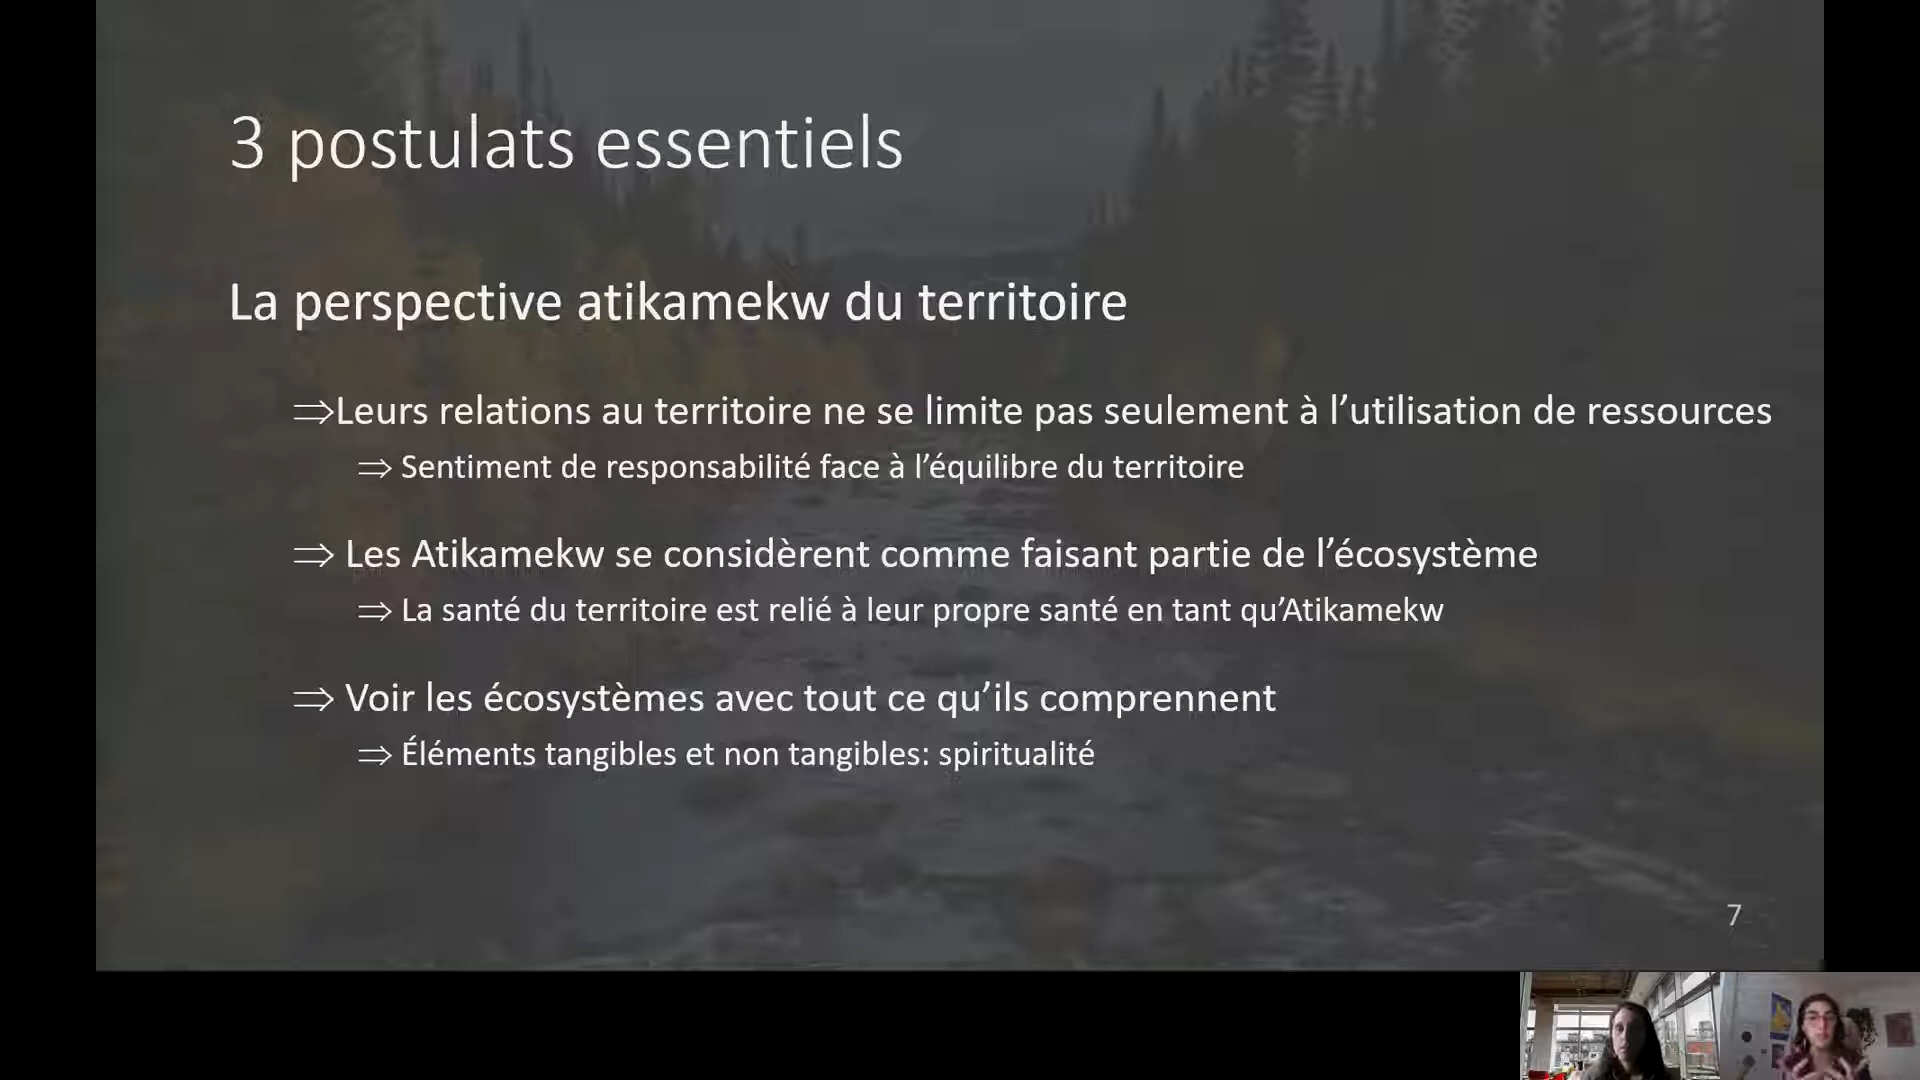 3 postulats essentiels
La perspective atikamekw du territoire
⇒Leurs relations au territoire ne se limite pas seulement à l’utilisation de ressources
⇒ Sentiment de responsabilité face à l’équilibre du territoire
⇒ Les Atikamekw se considèrent comme faisant partie de l’écosystème
⇒ La santé du territoire est relié à leur propre santé en tant qu’Atikamekw
⇒ Voir les écosystèmes avec tout ce qu’ils comprennent
⇒ Éléments tangibles et non tangibles: spiritualité
7